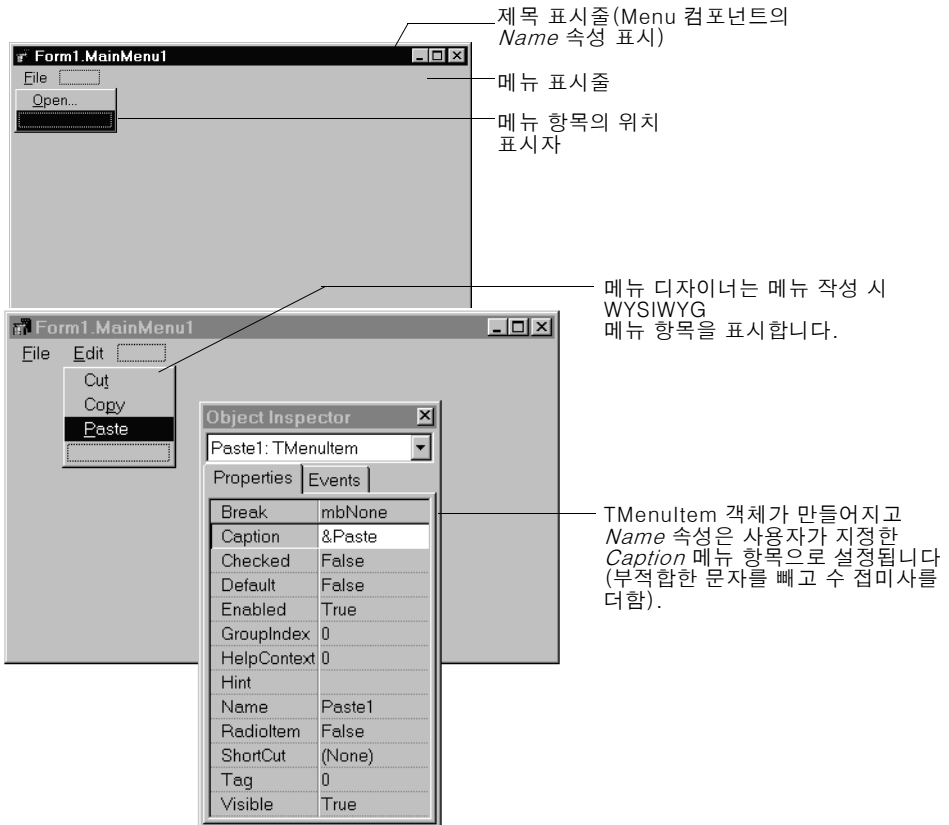 제목 표시줄(Menu 컴포넌트의
Name 속성 표시)
Form1.MainMenu1
File
메뉴 표시줄
Open...
메뉴 항목의 위치
표시자
메뉴 디자이너는 메뉴 작성 시
WYSIWYG
메뉴 항목을 표시합니다.
Form1.MainMenu1
File Edit
Cut
Copy
Paste
Object Inspector
Paste1: TMenuItem
Properties Events
Break mbNone
Caption &Paste
Checked False
Default False
Enabled True
GroupIndex 0
HelpContext 0
Hint
Name Paste1
RadioItem False
ShortCut (None)
Tag 0
Visible True
TMenuItem 객체가 만들어지고
Name 속성은 사용자가 지정한
Caption 메뉴 항목으로 설정됩니다
(부적합한 문자를 빼고 수 접미사를
더함).